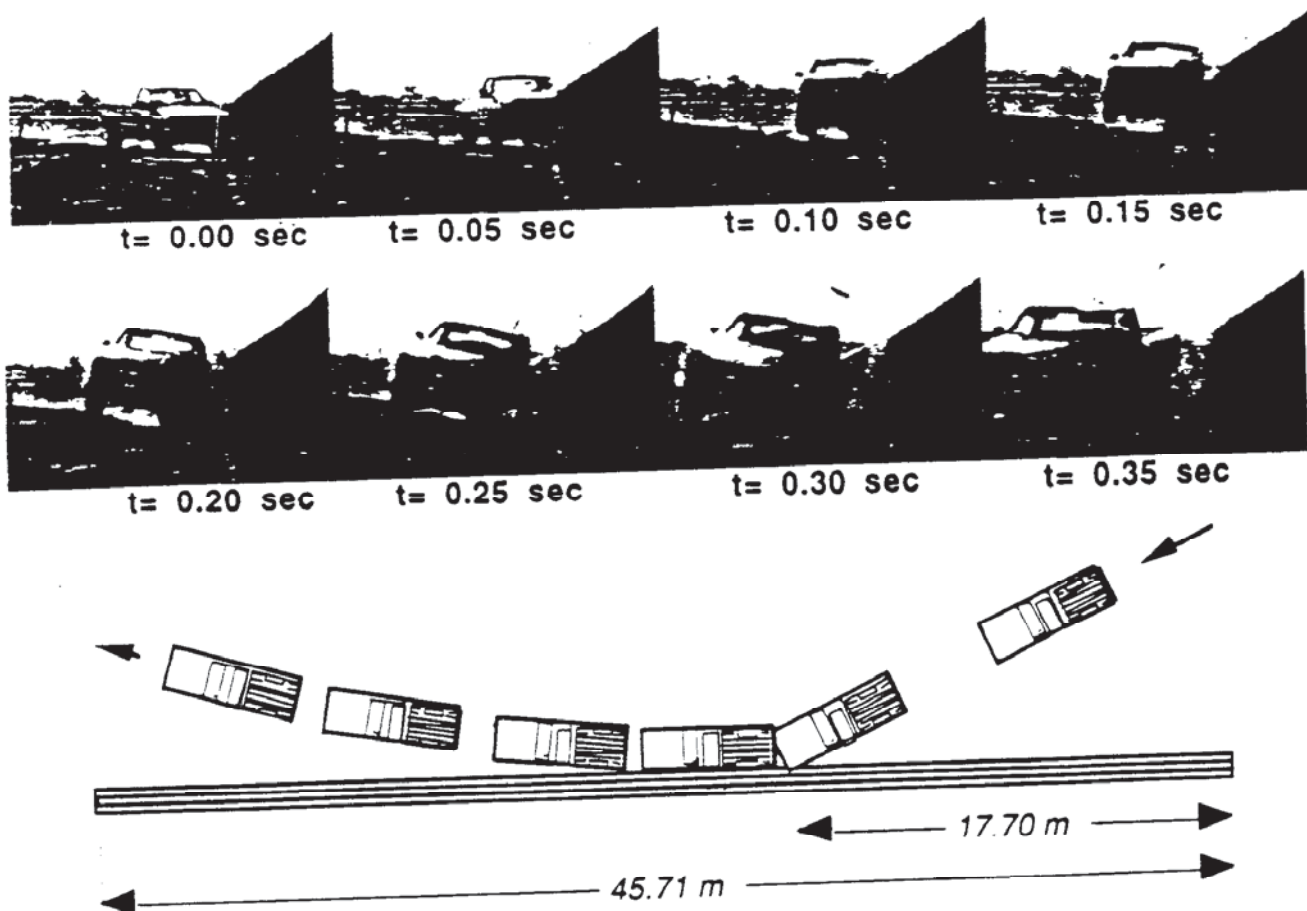 t= 0.00 sec
t= 0.05 sec
t= 0.10 sec
t= 0.15 sec
t= 0.20 sec
t= 0.25 sec
t= 0.30 sec
t= 0.35 sec
17.70 m
45.71 m